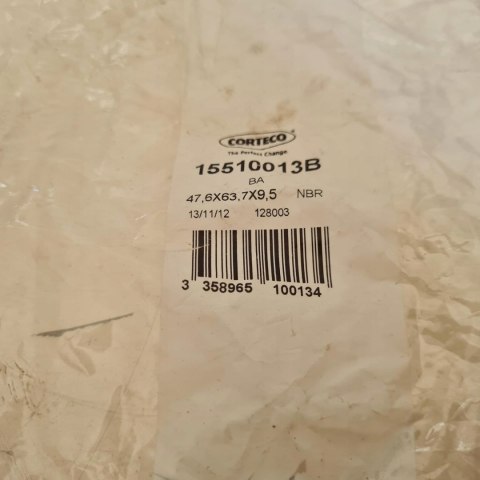 CORTECO
The Perfect Change.
15510013B
BA
47,6X63,7X9,5 NBR
13/11/12 128003
3 358965 100134